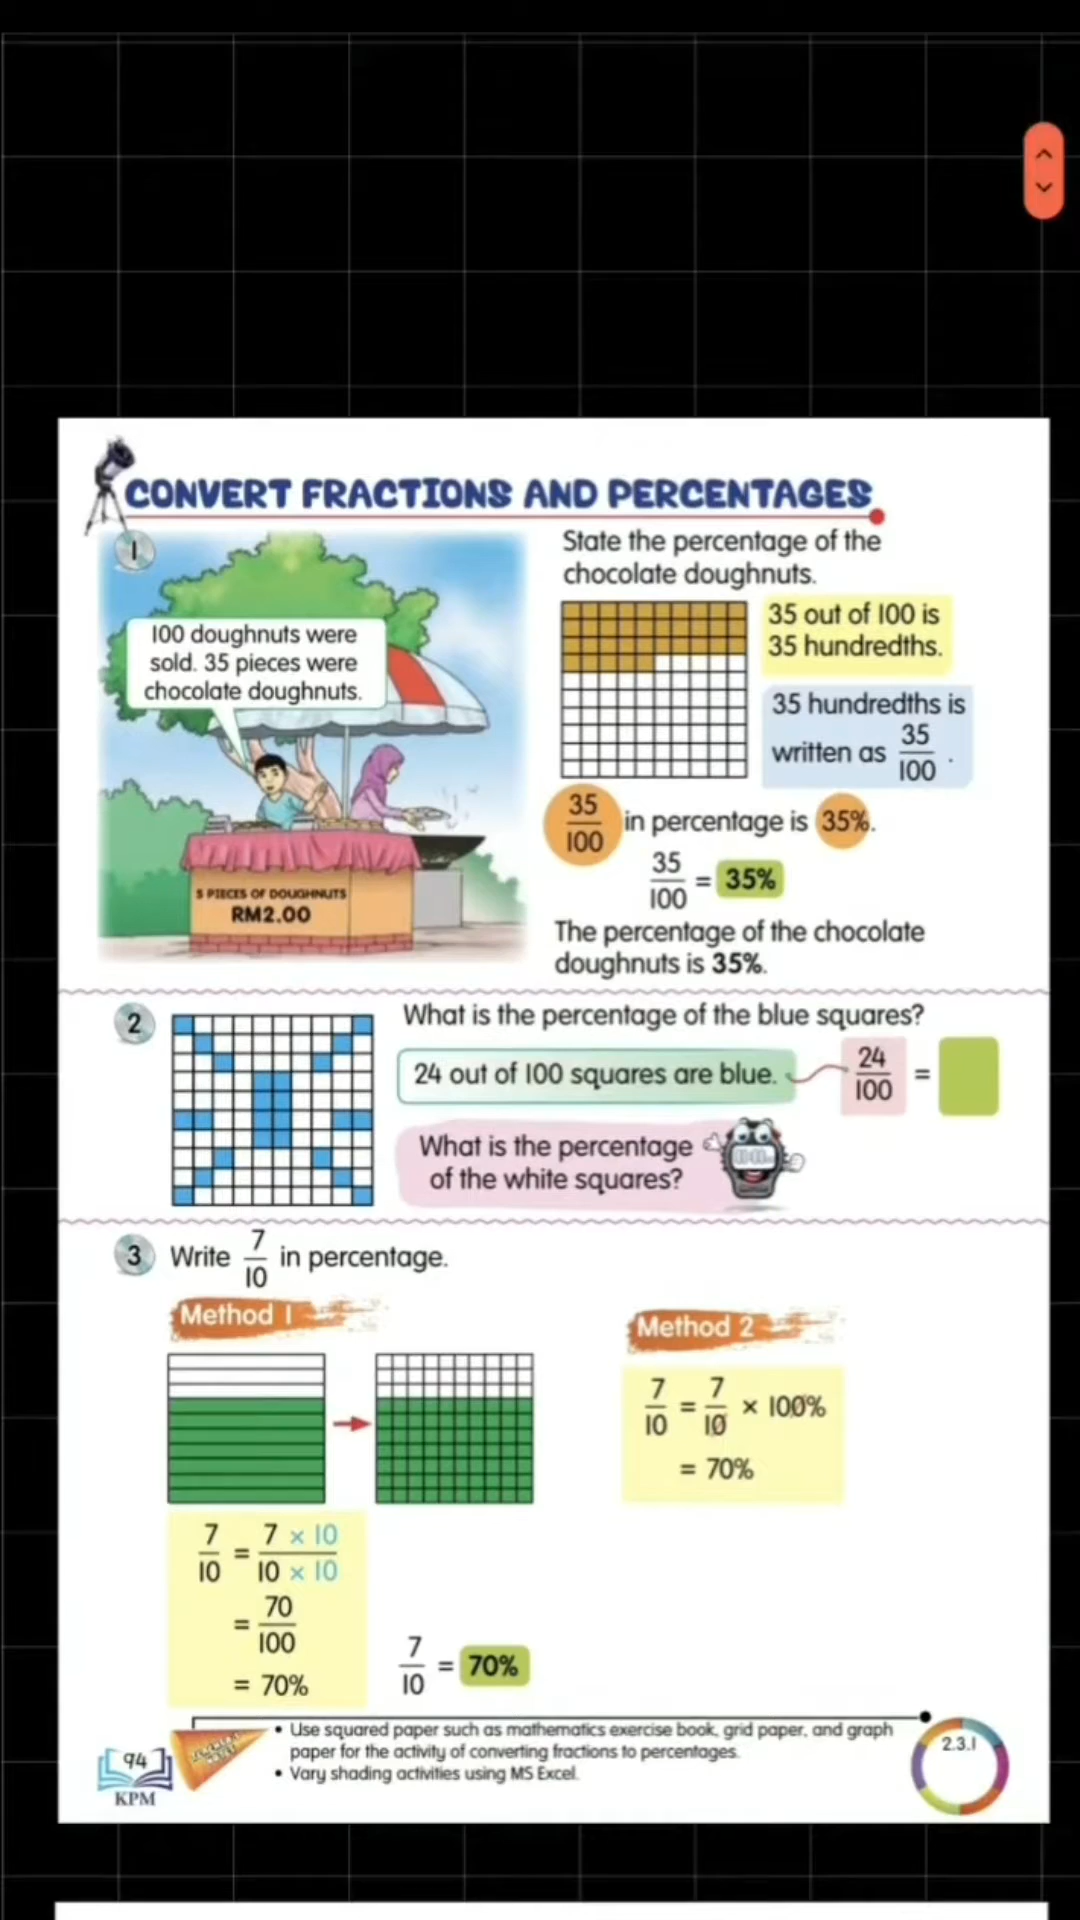 CONVERT FRACTIONS AND PERCENTAGES
1
100 doughnuts were
sold. 35 pieces were
chocolate doughnuts.
5 PIECES OF DOUGHNUTS
RM2.00
State the percentage of the
chocolate doughnuts.
35 out of 100 is
35 hundredths.
35 hundredths is
written as 35/100 .
35/100 in percentage is 35%.
35/100 = 35%
The percentage of the chocolate
doughnuts is 35%.
2
What is the percentage of the blue squares?
24 out of 100 squares are blue.
24/100 =
What is the percentage
of the white squares?
3
Write 7/10 in percentage.
Method 1
7/10 = 7 × 10/10 × 10
= 70/100
= 70%
7/10 = 70%
Method 2
7/10 = 7/10 × 100%
= 70%
• Use squared paper such as mathematics exercise book, grid paper, and graph
paper for the activity of converting fractions to percentages.
• Vary shading activities using MS Excel.
94
KPM
2.3.1